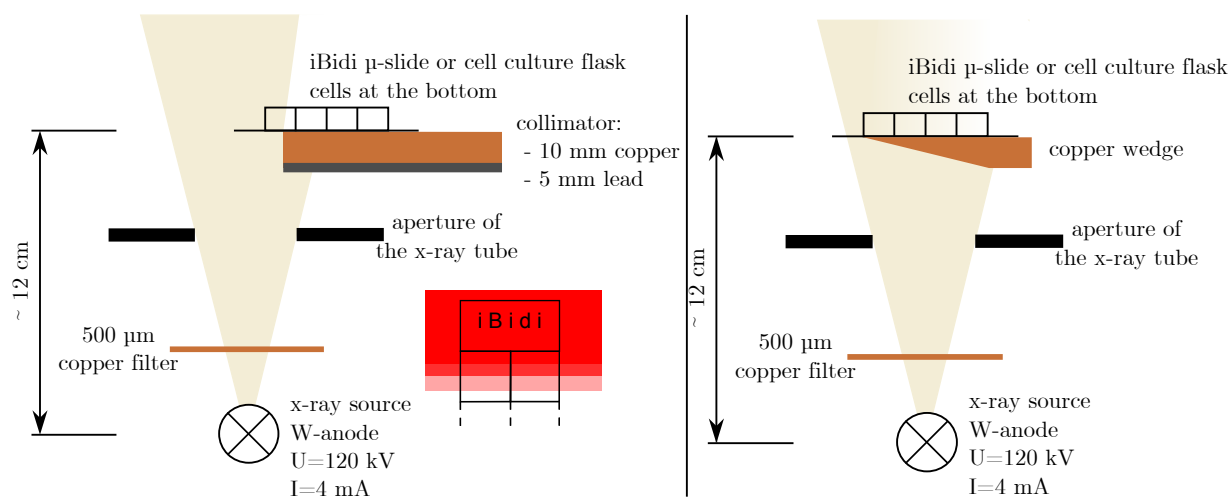 iBidi µ-slide or cell culture flask
cells at the bottom
collimator:
- 10 mm copper
- 5 mm lead
aperture of
the x-ray tube
~ 12 cm
500 µm
copper filter
iBidi
x-ray source
W-anode
U=120 kV
I=4 mA
iBidi µ-slide or cell culture flask
cells at the bottom
copper wedge
aperture of
the x-ray tube
~ 12 cm
500 µm
copper filter
x-ray source
W-anode
U=120 kV
I=4 mA